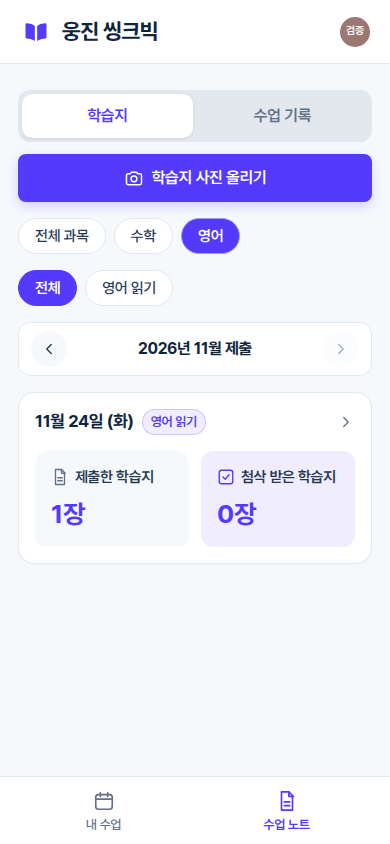 웅진 씽크빅
검증
학습지
수업 기록
학습지 사진 올리기
전체 과목
수학
영어
전체
영어 읽기
2026년 11월 제출
11월 24일 (화)
영어 읽기
제출한 학습지
1장
첨삭 받은 학습지
0장
내 수업
수업 노트